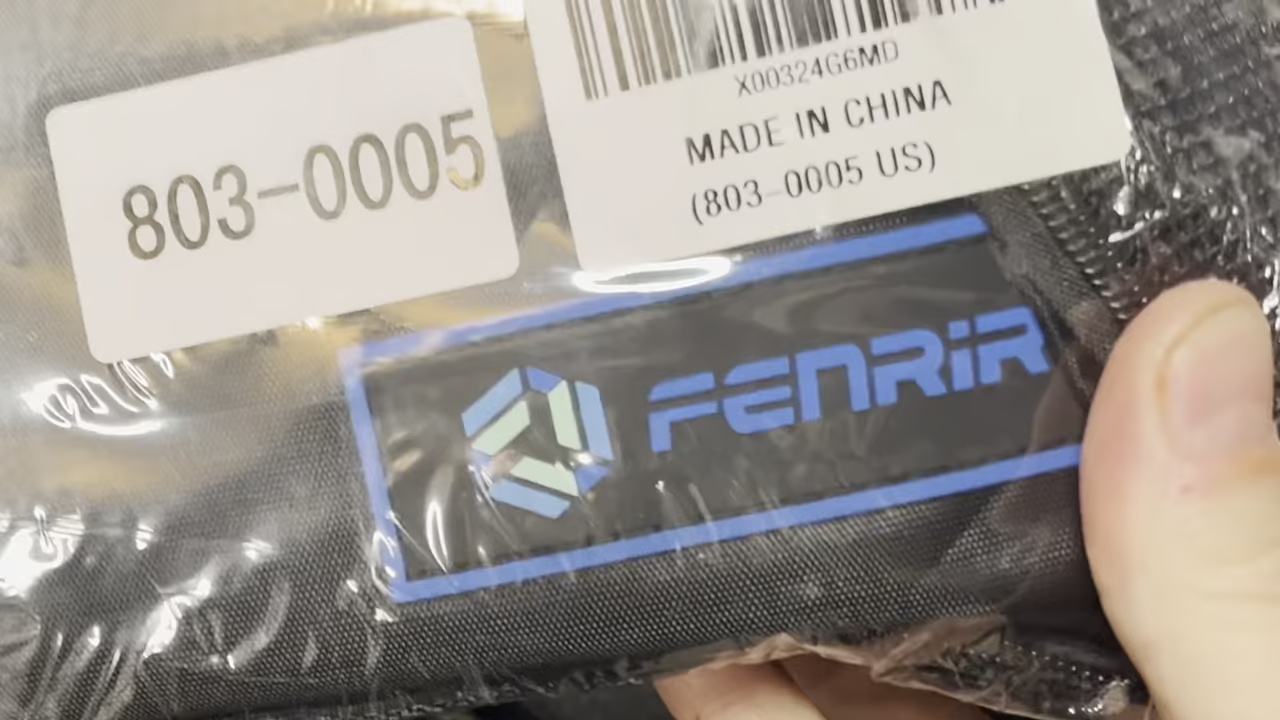 803-0005
X00324G6MD
MADE IN CHINA
(803-0005 US)
FENRIR